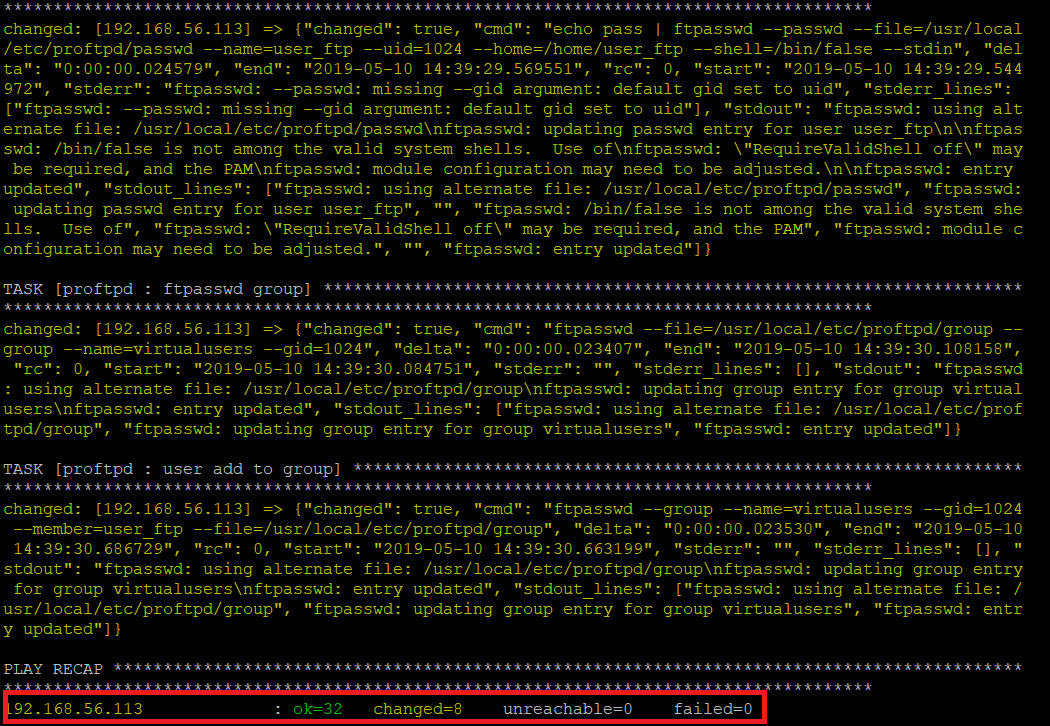 ***************************************************************************************
changed: [192.168.56.113] => {"changed": true, "cmd": "echo pass | ftpasswd --passwd --file=/usr/local
/etc/proftpd/passwd --name=user_ftp --uid=1024 --home=/home/user_ftp --shell=/bin/false --stdin", "del
ta": "0:00:00.024579", "end": "2019-05-10 14:39:29.569551", "rc": 0, "start": "2019-05-10 14:39:29.544
972", "stderr": "ftpasswd: --passwd: missing --gid argument: default gid set to uid", "stderr_lines":
["ftpasswd: --passwd: missing --gid argument: default gid set to uid"], "stdout": "ftpasswd: using alt
ernate file: /usr/local/etc/proftpd/passwd\nftpasswd: updating passwd entry for user user_ftp\n\nftpas
swd: /bin/false is not among the valid system shells.  Use of\nftpasswd: \"RequireValidShell off\" may
 be required, and the PAM\nftpasswd: module configuration may need to be adjusted.\n\nftpasswd: entry
updated", "stdout_lines": ["ftpasswd: using alternate file: /usr/local/etc/proftpd/passwd", "ftpasswd:
 updating passwd entry for user user_ftp", "", "ftpasswd: /bin/false is not among the valid system she
lls.  Use of", "ftpasswd: \"RequireValidShell off\" may be required, and the PAM", "ftpasswd: module c
onfiguration may need to be adjusted.", "", "ftpasswd: entry updated"]}
TASK [proftpd : ftpasswd group] **********************************************************************
***************************************************************************************
changed: [192.168.56.113] => {"changed": true, "cmd": "ftpasswd --file=/usr/local/etc/proftpd/group --
group --name=virtualusers --gid=1024", "delta": "0:00:00.023407", "end": "2019-05-10 14:39:30.108158",
 "rc": 0, "start": "2019-05-10 14:39:30.084751", "stderr": "", "stderr_lines": [], "stdout": "ftpasswd
: using alternate file: /usr/local/etc/proftpd/group\nftpasswd: updating group entry for group virtual
users\nftpasswd: entry updated", "stdout_lines": ["ftpasswd: using alternate file: /usr/local/etc/prof
tpd/group", "ftpasswd: updating group entry for group virtualusers", "ftpasswd: entry updated"]}
TASK [proftpd : user add to group] *******************************************************************
***************************************************************************************
changed: [192.168.56.113] => {"changed": true, "cmd": "ftpasswd --group --name=virtualusers --gid=1024
 --member=user_ftp --file=/usr/local/etc/proftpd/group", "delta": "0:00:00.023530", "end": "2019-05-10
 14:39:30.686729", "rc": 0, "start": "2019-05-10 14:39:30.663199", "stderr": "", "stderr_lines": [], "
stdout": "ftpasswd: using alternate file: /usr/local/etc/proftpd/group\nftpasswd: updating group entry
 for group virtualusers\nftpasswd: entry updated", "stdout_lines": ["ftpasswd: using alternate file: /
usr/local/etc/proftpd/group", "ftpasswd: updating group entry for group virtualusers", "ftpasswd: entr
y updated"]}
PLAY RECAP *******************************************************************************************
***************************************************************************************
192.168.56.113             : ok=32   changed=8    unreachable=0    failed=0